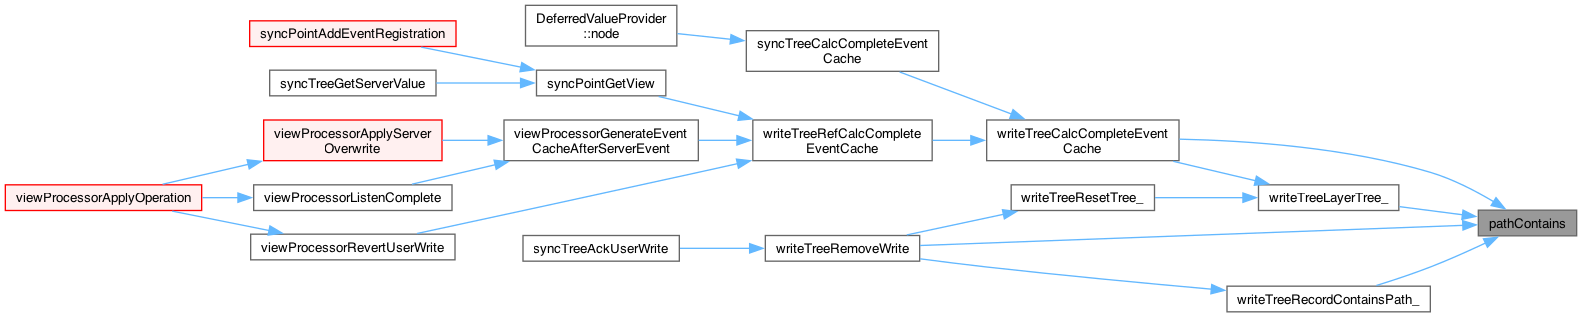 DeferredValueProvider
::node
syncPointAddEventRegistration
syncTreeCalcCompleteEvent
Cache
syncTreeGetServerValue
syncPointGetView
viewProcessorApplyServer
Overwrite
viewProcessorGenerateEvent
CacheAfterServerEvent
writeTreeRefCalcComplete
EventCache
writeTreeCalcCompleteEvent
Cache
viewProcessorApplyOperation
viewProcessorListenComplete
writeTreeResetTree_
writeTreeLayerTree_
pathContains
viewProcessorRevertUserWrite
syncTreeAckUserWrite
writeTreeRemoveWrite
writeTreeRecordContainsPath_